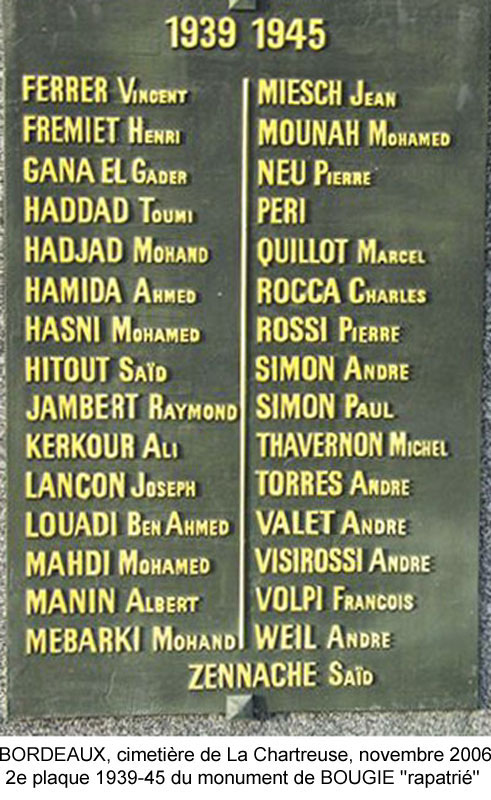 1939 1945
FERRER VINCENT
FREMIET HENRI
GANA EL GADER
HADDAD TOUMI
HADJAD MOHAND
HAMIDA AHMED
HASNI MOHAMED
HITOUT SAÏD
JAMBERT RAYMOND
KERKOUR ALI
LANCON JOSEPH
LOUADI BEN AHMED
MAHDI MOHAMED
MANIN ALBERT
MEBARKI MOHAND
MIESCH JEAN
MOUNAH MOHAMED
NEU PIERRE
PERI
QUILLOT MARCEL
ROCCA CHARLES
ROSSI PIERRE
SIMON ANDRE
SIMON PAUL
THAVERNON MICHEL
TORRES ANDRE
VALET ANDRE
VISIROSSI ANDRE
VOLPI FRANCOIS
WEIL ANDRE
ZENNACHE SAÏD
BORDEAUX, cimetière de La Chartreuse, novembre 2006
2e plaque 1939-45 du monument de BOUGIE "rapatrié"